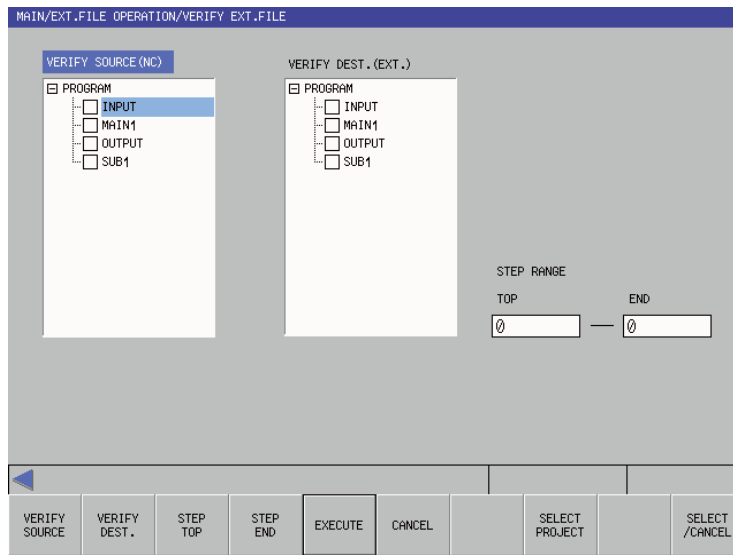 MAIN/EXT.FILE OPERATION/VERIFY EXT.FILE
VERIFY SOURCE(NC)
VERIFY DEST.(EXT.)
PROGRAM
INPUT
MAIN1
OUTPUT
SUB1
PROGRAM
INPUT
MAIN1
OUTPUT
SUB1
STEP RANGE
TOP
END
0
0
VERIFY
SOURCE
VERIFY
DEST.
STEP
TOP
STEP
END
EXECUTE
CANCEL
SELECT
PROJECT
SELECT
/CANCEL